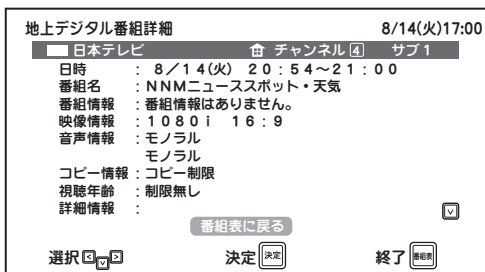 地上デジタル番組詳細 8/14(火)17:00
日本テレビ チャンネル4 サブ1
日時 : 8/14(火) 20:54~21:00
番組名 : NNMニューススポット・天気
番組情報 : 番組情報はありません。
映像情報 : 1080i 16:9
音声情報 : モノラル
モノラル
コピー情報 : コピー制限
視聴年齢 : 制限無し
詳細情報 :
番組表に戻る
選択 決定 決定 終了 番組表